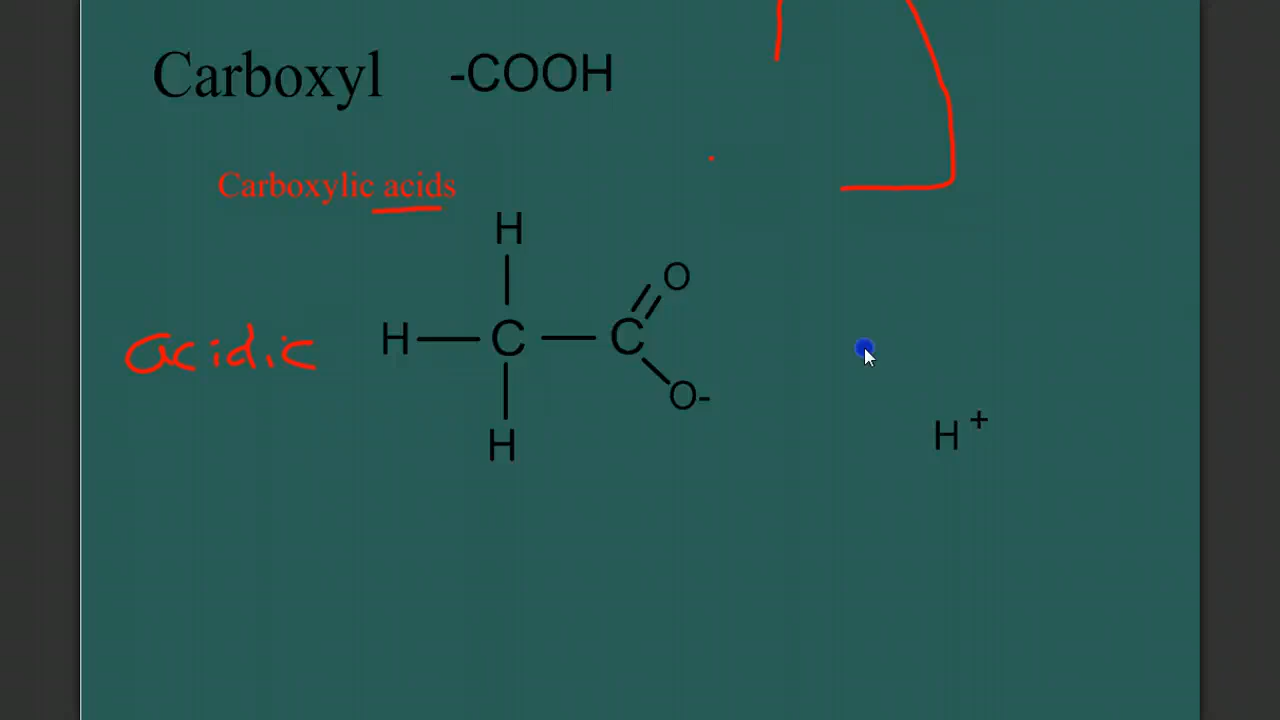 Carboxyl -COOH
Carboxylic acids
H
O
acidic H C C
O-
H + 
H